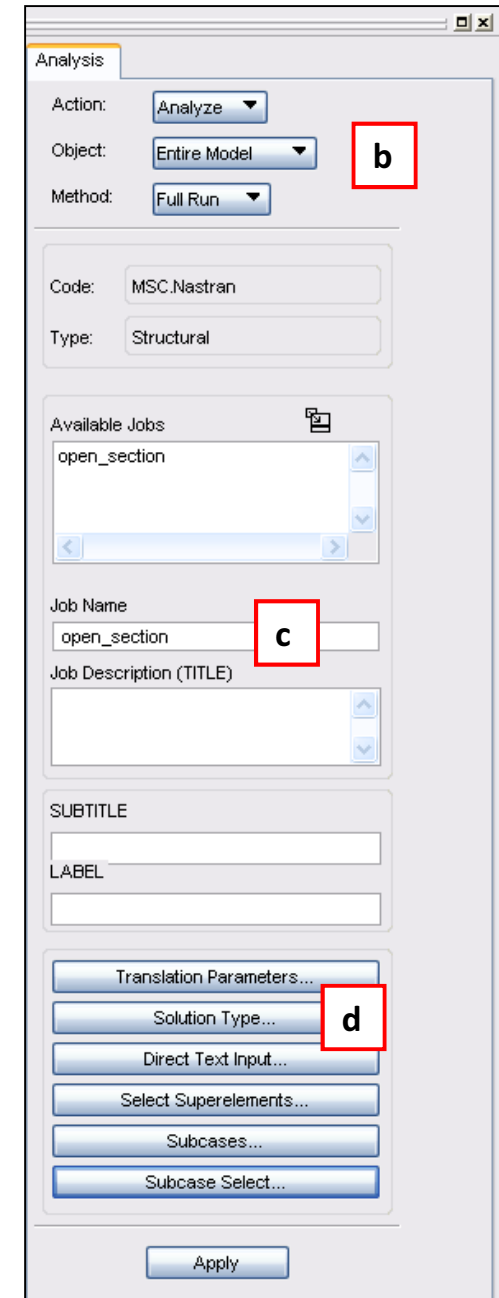 Analysis
Action: Analyze
Object: Entire Model b
Method: Full Run
Code: MSC.Nastran
Type: Structural
Available Jobs
open_section
Job Name
open_section c
Job Description (TITLE)
SUBTITLE
LABEL
Translation Parameters...
Solution Type... d
Direct Text Input...
Select Superelements...
Subcases...
Subcase Select...
Apply